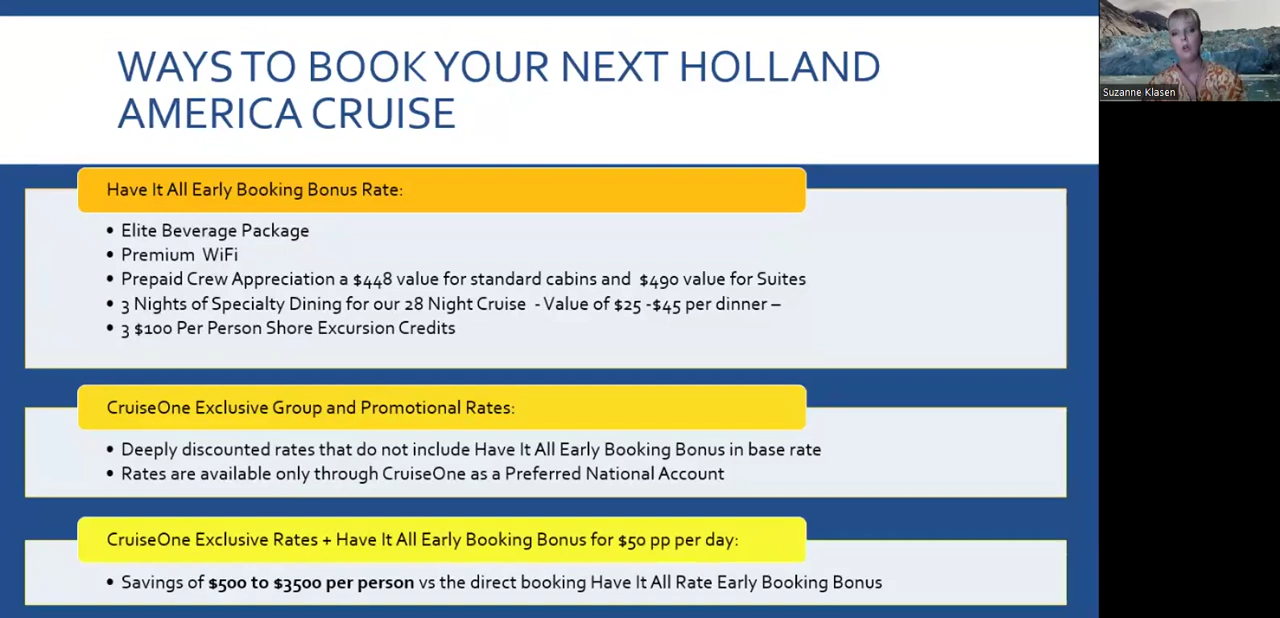 WAYS TO BOOK YOUR NEXT HOLLAND
AMERICA CRUISE
Suzanne Klasen
Have It All Early Booking Bonus Rate:
• Elite Beverage Package
• Premium WiFi
• Prepaid Crew Appreciation a $448 value for standard cabins and $490 value for Suites
• 3 Nights of Specialty Dining for our 28 Night Cruise - Value of $25 -$45 per dinner –
• 3 $100 Per Person Shore Excursion Credits
CruiseOne Exclusive Group and Promotional Rates:
• Deeply discounted rates that do not include Have It All Early Booking Bonus in base rate
• Rates are available only through CruiseOne as a Preferred National Account
CruiseOne Exclusive Rates + Have It All Early Booking Bonus for $50 pp per day:
• Savings of $500 to $3500 per person vs the direct booking Have It All Rate Early Booking Bonus